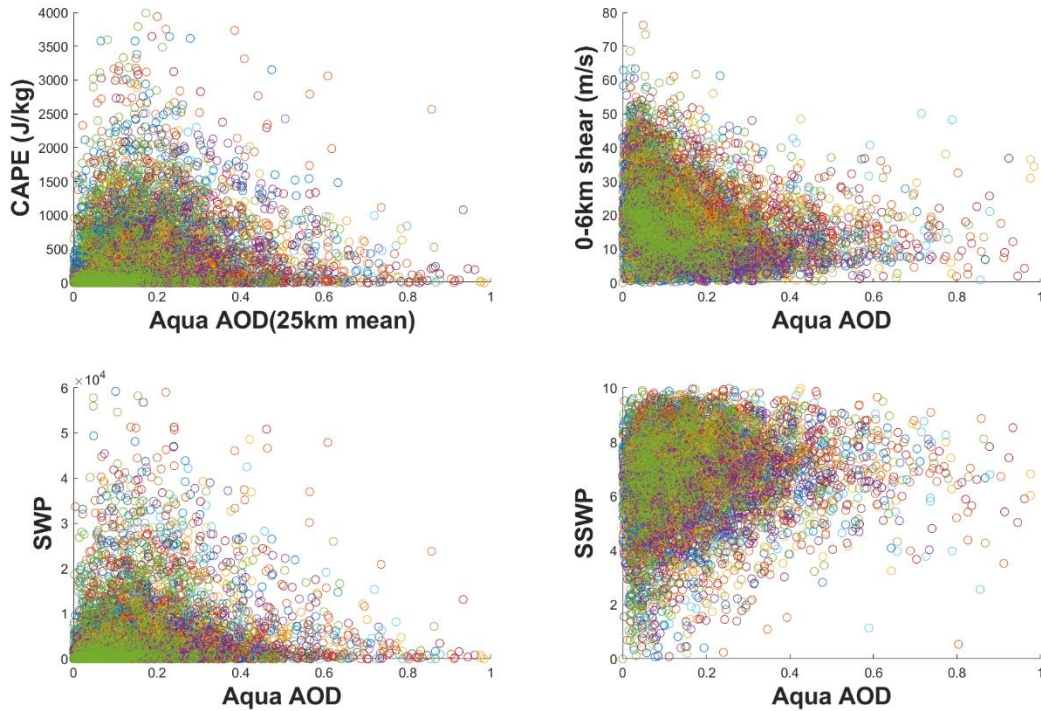 4000
3500
3000
2500
2000
1500
1000
500
0
CAPE (J/kg)
0 0.2 0.4 0.6 0.8 1
Aqua AOD(25km mean)
80
70
60
50
40
30
20
10
0
0-6km shear (m/s)
0 0.2 0.4 0.6 0.8 1
Aqua AOD
×10⁴
6
5
4
3
2
1
0
SWP
0 0.2 0.4 0.6 0.8 1
Aqua AOD
10
8
6
4
2
0
SSWP
0 0.2 0.4 0.6 0.8 1
Aqua AOD